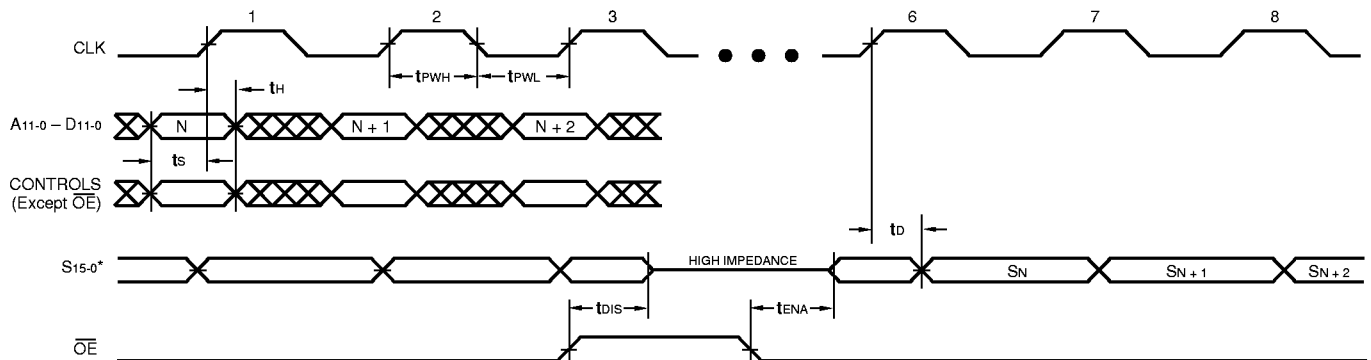 1 2 3 6 7 8
CLK
tH tPWH tPWL
A11-0 – D11-0 N N + 1 N + 2
tS
CONTROLS
(Except OE)
tD
S15-0* HIGH IMPEDANCE SN SN + 1 SN + 2
tDIS tENA
OE